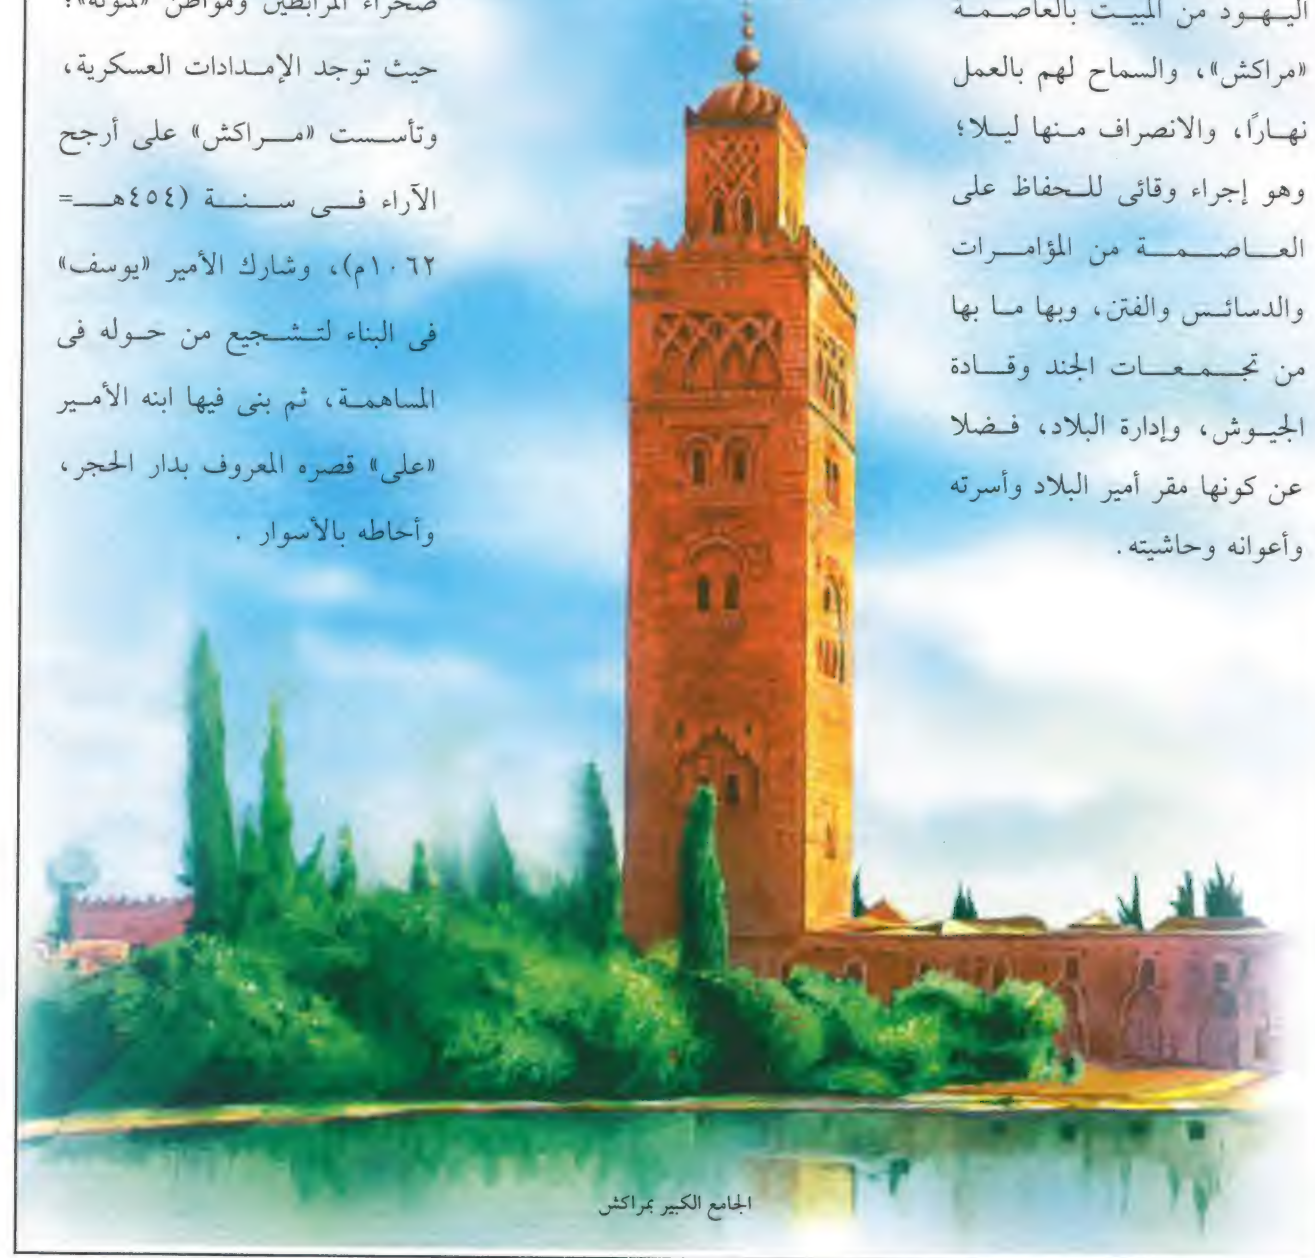 اليهود من المبيت بالعاصمة
«مراكش»، والسماح لهم بالعمل
نهارًا، والانصراف منها ليلا؛
وهو إجراء وقائى للحفاظ على
العاصمة من المؤامرات
والدسائس والفتن، وبها ما بها
من تجمعات الجند وقادة
الجيوش، وإدارة البلاد، فضلا
عن كونها مقر أمير البلاد وأسرته
وأعوانه وحاشيته.
صحراء المرابطين ومواطن «لمتونة»؛
حيث توجد الإمدادات العسكرية،
وتأسست «مراكش» على أرجح
الآراء فى سنة (٤٥٤هـ=
١٠٦٢م)، وشارك الأمير «يوسف»
فى البناء لتشجيع من حوله فى
المساهمة، ثم بنى فيها ابنه الأمير
«على» قصره المعروف بدار الحجر،
وأحاطه بالأسوار .
الجامع الكبير بمراكش